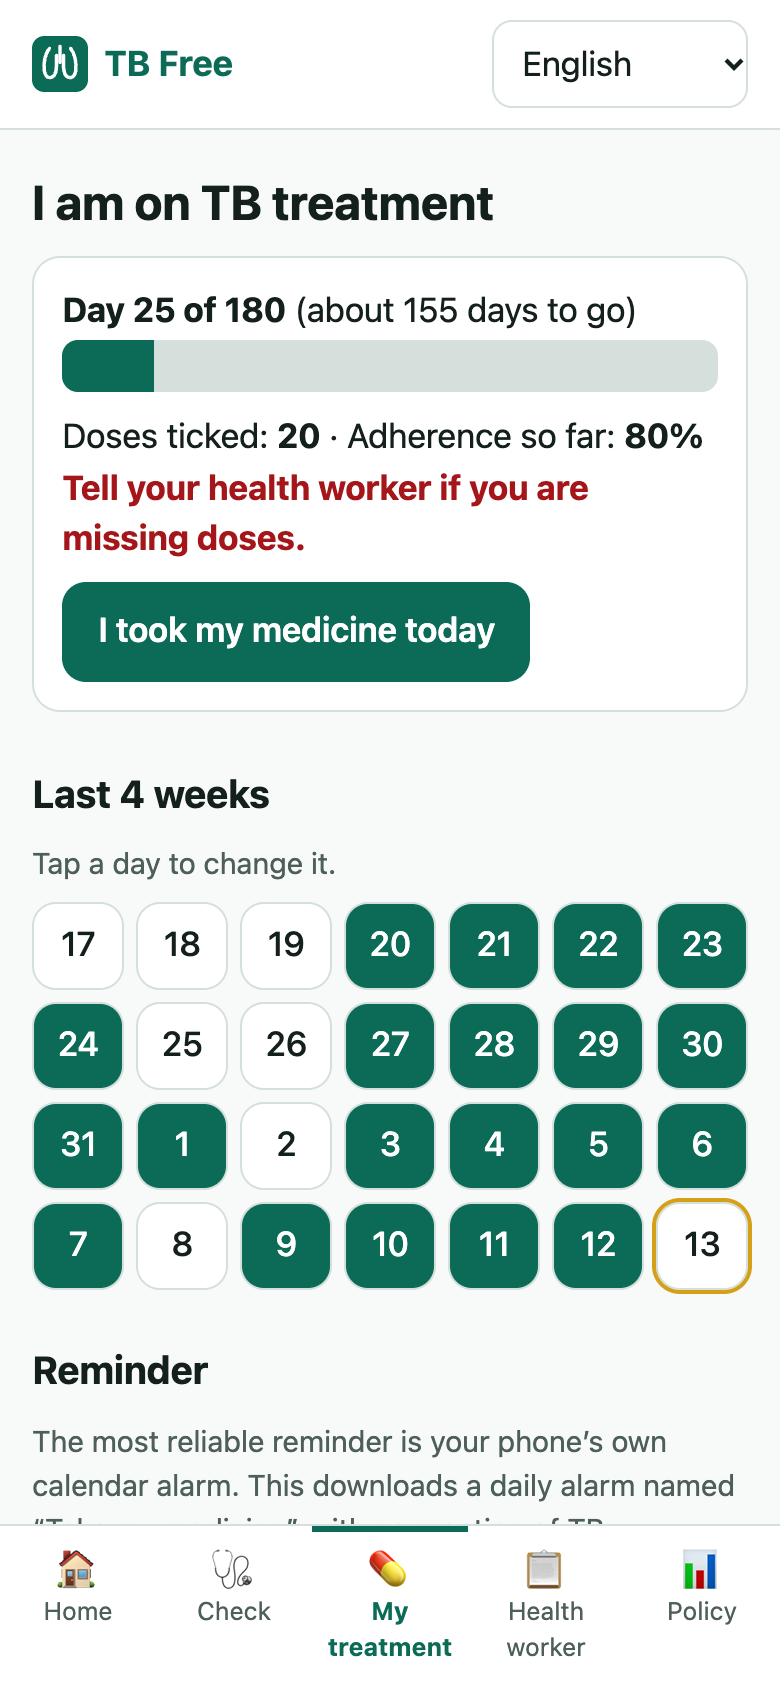 TB Free
English
I am on TB treatment
Day 25 of 180 (about 155 days to go)
Doses ticked: 20 · Adherence so far: 80%
Tell your health worker if you are
missing doses.
I took my medicine today
Last 4 weeks
Tap a day to change it.
17 18 19 20 21 22 23
24 25 26 27 28 29 30
31 1 2 3 4 5 6
7 8 9 10 11 12 13
Reminder
The most reliable reminder is your phone’s own
calendar alarm. This downloads a daily alarm named
Home
Check
My
treatment
Health
worker
Policy